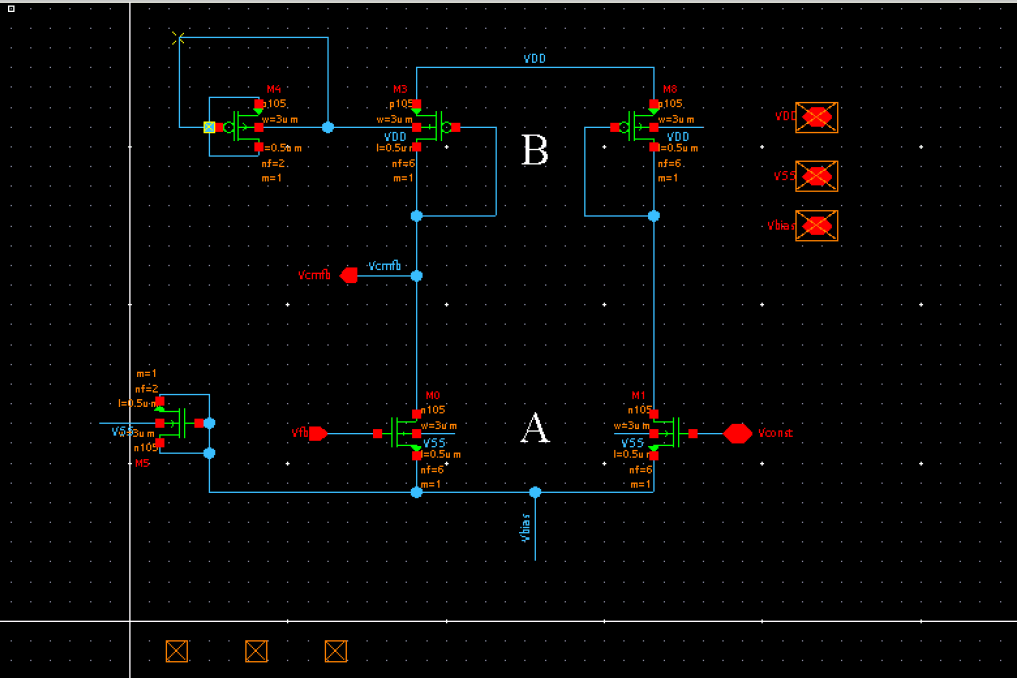 VDD
M4
p105
w=3um
l=0.5um
nf=2
m=1
M3
p105
w=3um
VDD
l=0.5um
nf=6
m=1
B
M8
p105
w=3um
VDD
l=0.5um
nf=6
m=1
VDD
VSS
Vbias
Vcmfb
Vcmfb
m=1
nf=2
l=0.5um
VSS
w=3um
n105
M5
Vfb
M0
n105
w=3um
VSS
l=0.5um
nf=6
m=1
A
M1
n105
w=3um
VSS
l=0.5um
nf=6
m=1
Vconst
Vbias